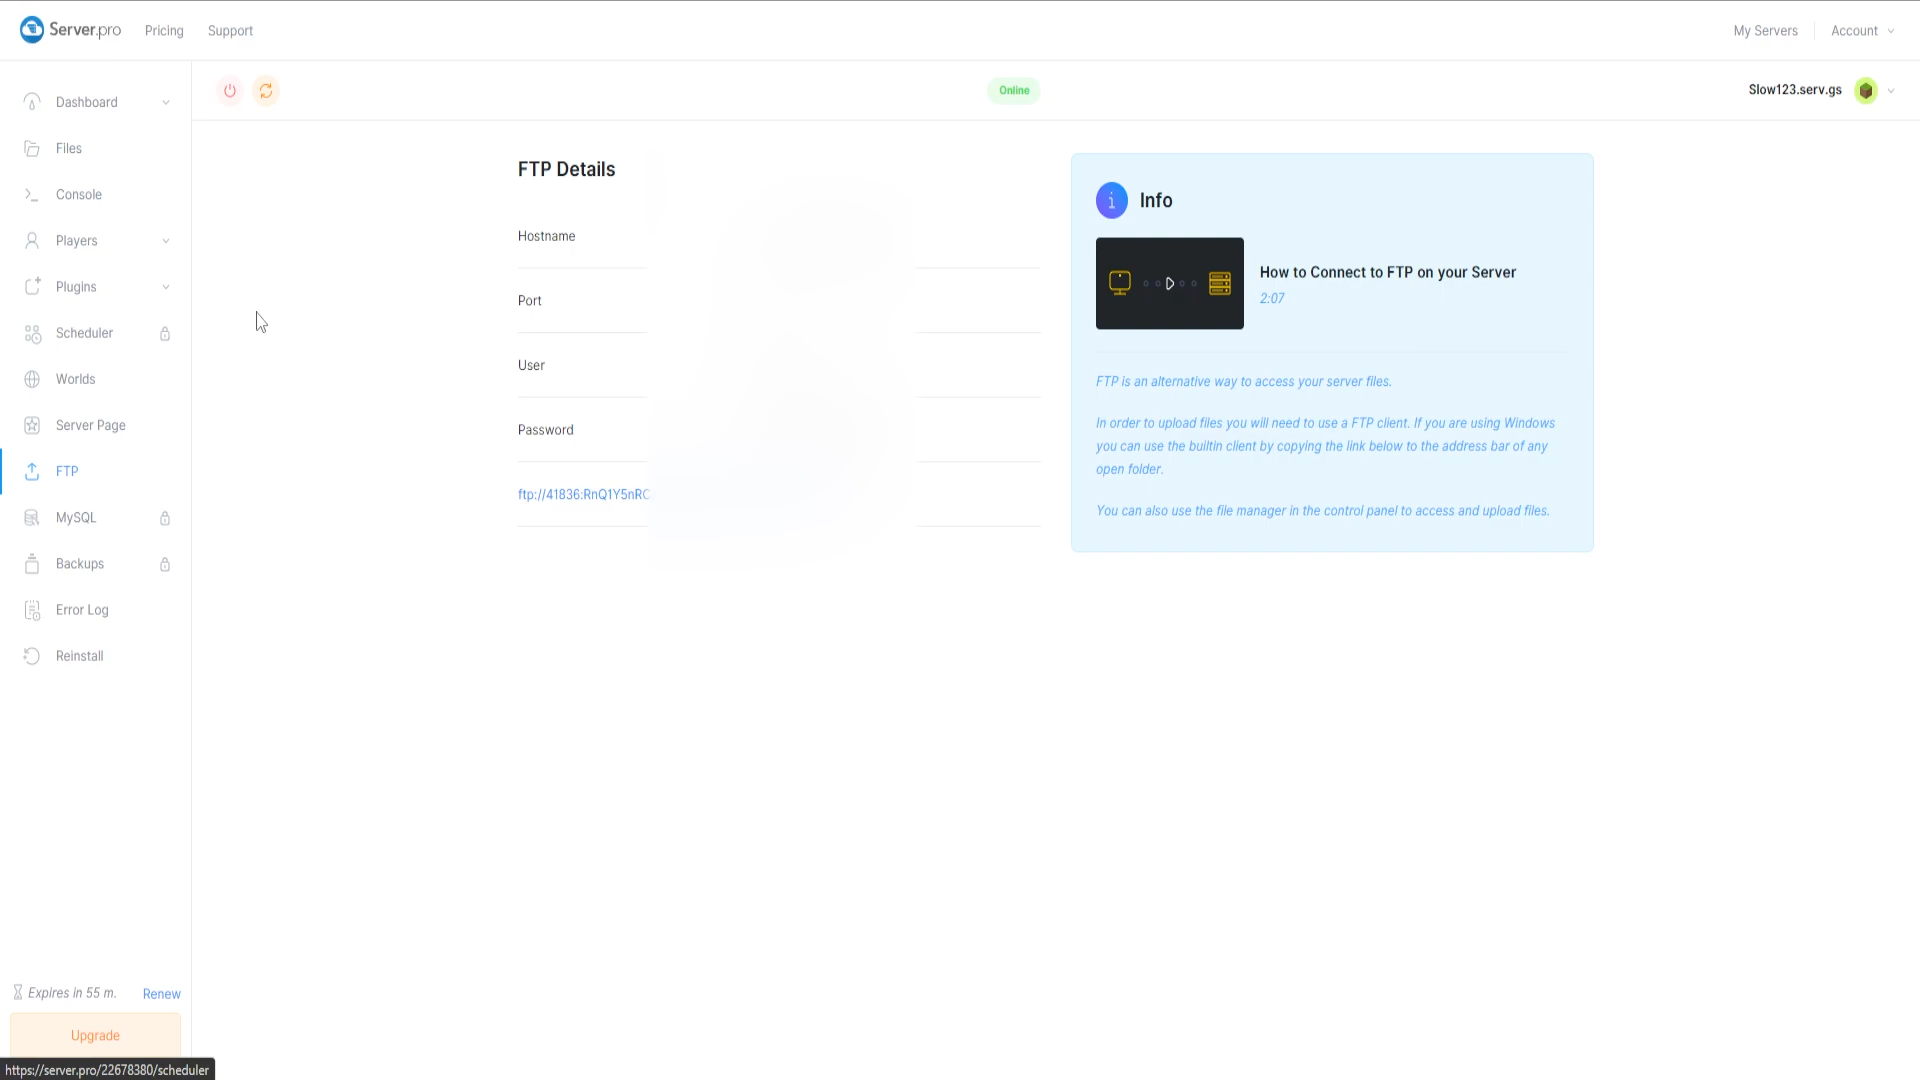 Server.pro
Pricing
Support
My Servers
Account
Dashboard
Files
Console
Players
Plugins
Scheduler
Worlds
Server Page
FTP
MySQL
Backups
Error Log
Reinstall
Expires in 55 m.
Renew
Upgrade
https://server.pro/22678380/scheduler
Online
Slow123.serv.gs
FTP Details
Hostname
Port
User
Password
ftp://41836:RnQ1Y5nRC
i
Info
How to Connect to FTP on your Server
2:07
FTP is an alternative way to access your server files.
In order to upload files you will need to use a FTP client. If you are using Windows
you can use the builtin client by copying the link below to the address bar of any
open folder.
You can also use the file manager in the control panel to access and upload files.